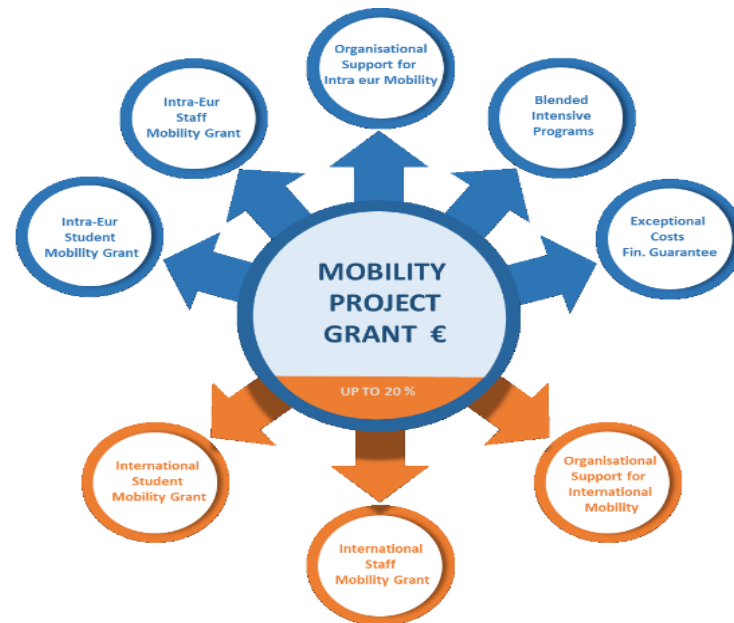 Organisational
Support for
Intra eur Mobility
Intra-Eur
Staff
Mobility Grant
Blended
Intensive
Programs
Intra-Eur
Student
Mobility Grant
Exceptional
Costs
Fin. Guarantee
MOBILITY
PROJECT
GRANT €
UP TO 20 %
International
Student
Mobility Grant
Organisational
Support for
International
Mobility
International
Staff
Mobility Grant